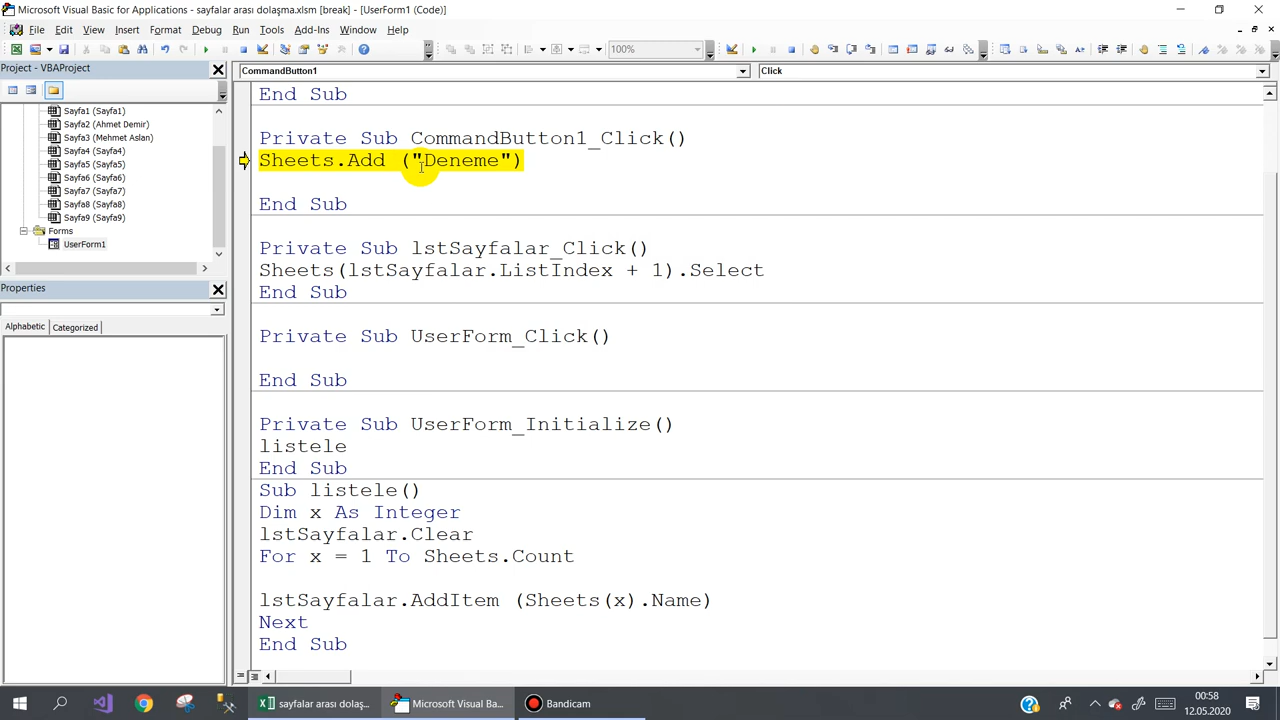 Microsoft Visual Basic for Applications - sayfalar arası dolaşma.xlsm [break] - [UserForm1 (Code)]
File Edit View Insert Format Debug Run Tools Add-Ins Window Help
100%
Project - VBAProject
Sayfa1 (Sayfa1)
Sayfa2 (Ahmet Demir)
Sayfa3 (Mehmet Aslan)
Sayfa4 (Sayfa4)
Sayfa5 (Sayfa5)
Sayfa6 (Sayfa6)
Sayfa7 (Sayfa7)
Sayfa8 (Sayfa8)
Sayfa9 (Sayfa9)
Forms
UserForm1
Properties
Alphabetic Categorized
CommandButton1 Click
End Sub
Private Sub CommandButton1_Click()
Sheets.Add ("Deneme")
End Sub
Private Sub lstSayfalar_Click()
Sheets(lstSayfalar.ListIndex + 1).Select
End Sub
Private Sub UserForm_Click()
End Sub
Private Sub UserForm_Initialize()
listele
End Sub
Sub listele()
Dim x As Integer
lstSayfalar.Clear
For x = 1 To Sheets.Count
lstSayfalar.AddItem (Sheets(x).Name)
Next
End Sub
sayfalar arası dolaş... Microsoft Visual Ba... Bandicam
00:58
12.05.2020